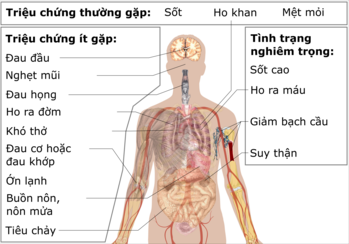 Triệu chứng thường gặp: Sốt Ho khan Mệt mỏi
Triệu chứng ít gặp:
Đau đầu
Nghẹt mũi
Đau họng
Ho ra đờm
Khó thở
Đau cơ hoặc
đau khớp
Ớn lạnh
Buồn nôn,
nôn mửa
Tiêu chảy
Tình trạng
nghiêm trọng:
Sốt cao
Ho ra máu
Giảm bạch cầu
Suy thận